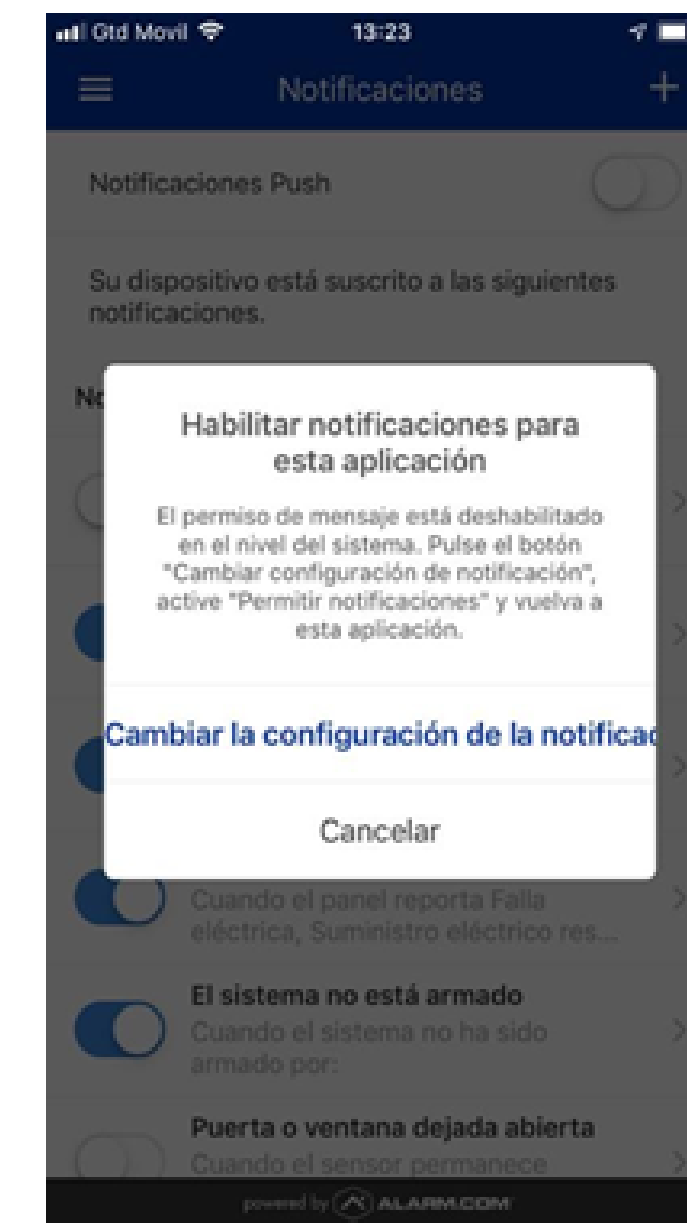 Gtd Movil 13:23
Notificaciones
Notificaciones Push
Su dispositivo está suscrito a las siguientes
notificaciones.
Habilitar notificaciones para
esta aplicación
El permiso de mensaje está deshabilitado
en el nivel del sistema. Pulse el botón
"Cambiar configuración de notificación",
active "Permitir notificaciones" y vuelva a
esta aplicación.
Cambiar la configuración de la notificac
Cancelar
Cuando el panel reporta Falla
eléctrica, Suministro eléctrico res...
El sistema no está armado
Cuando el sistema no ha sido
armado por:
Puerta o ventana dejada abierta
Cuando el sensor permanece
powered by ALARM.COM